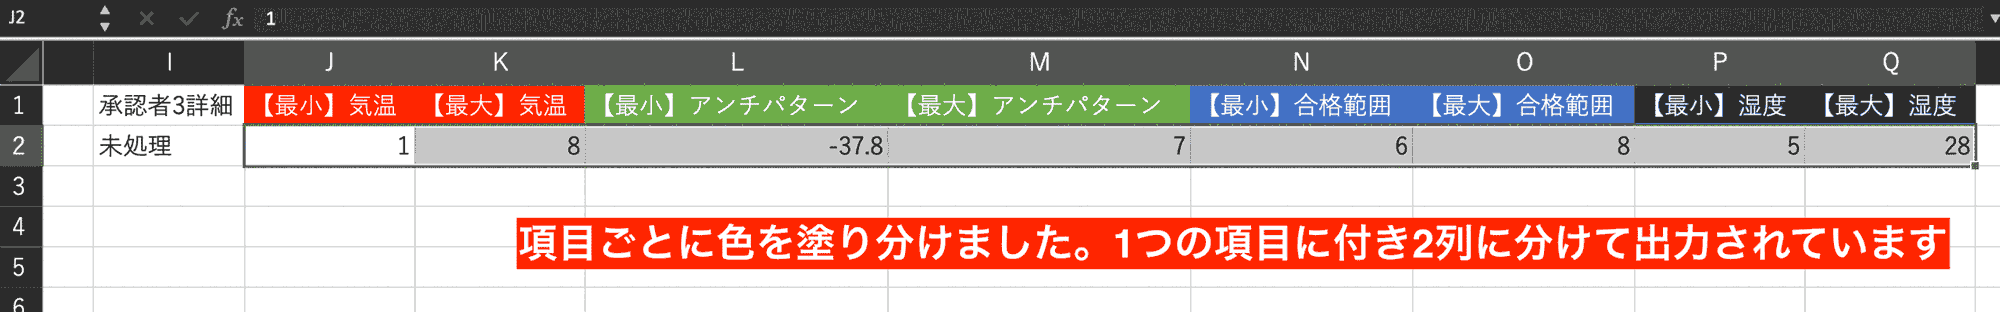 J2 fx 1
I J K L M N O P Q
1 承認者3詳細 【最小】気温 【最大】気温 【最小】アンチパターン 【最大】アンチパターン 【最小】合格範囲 【最大】合格範囲 【最小】湿度 【最大】湿度
2 未処理 1 8 -37.8 7 6 8 5 28
3
4
項目ごとに色を塗り分けました。1つの項目に付き2列に分けて出力されています
5
6